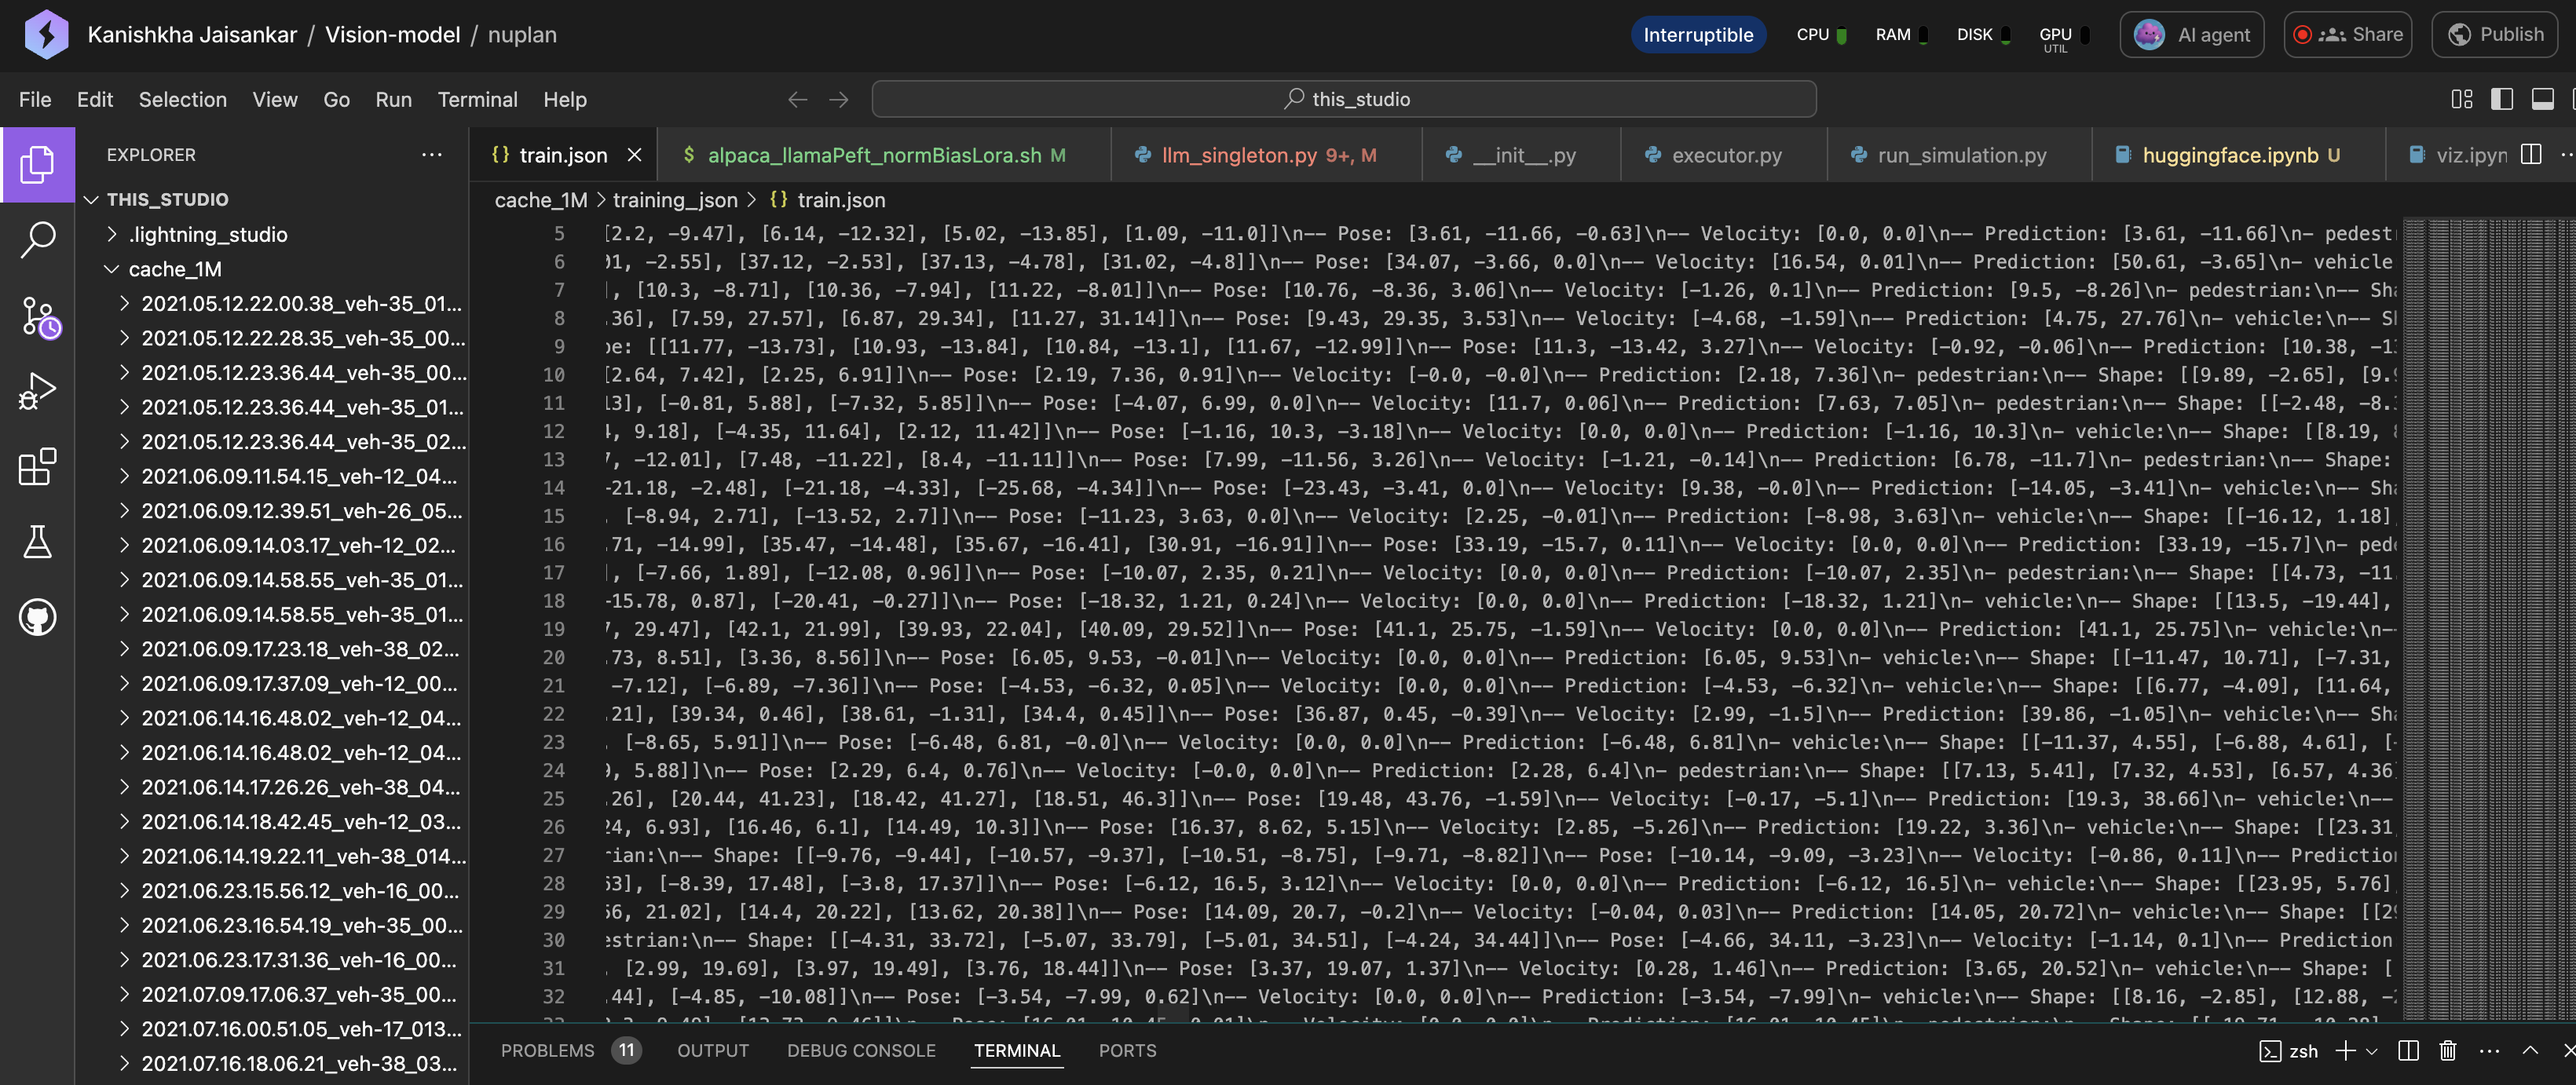 Kanishkha Jaisankar / Vision-model / nuplan
Interruptible CPU RAM DISK GPU UTIL AI agent Share Publish
File Edit Selection View Go Run Terminal Help
this_studio
EXPLORER
THIS_STUDIO
.lightning_studio
cache_1M
2021.05.12.22.00.38_veh-35_01...
2021.05.12.22.28.35_veh-35_00...
2021.05.12.23.36.44_veh-35_00...
2021.05.12.23.36.44_veh-35_01...
2021.05.12.23.36.44_veh-35_02...
2021.06.09.11.54.15_veh-12_04...
2021.06.09.12.39.51_veh-26_05...
2021.06.09.14.03.17_veh-12_02...
2021.06.09.14.58.55_veh-35_01...
2021.06.09.14.58.55_veh-35_01...
2021.06.09.17.23.18_veh-38_02...
2021.06.09.17.37.09_veh-12_00...
2021.06.14.16.48.02_veh-12_04...
2021.06.14.16.48.02_veh-12_04...
2021.06.14.17.26.26_veh-38_04...
2021.06.14.18.42.45_veh-12_03...
2021.06.14.19.22.11_veh-38_014...
2021.06.23.15.56.12_veh-16_00...
2021.06.23.16.54.19_veh-35_00...
2021.06.23.17.31.36_veh-16_00...
2021.07.09.17.06.37_veh-35_00...
2021.07.16.00.51.05_veh-17_013...
2021.07.16.18.06.21_veh-38_03...
{} train.json $ alpaca_llamaPeft_normBiasLora.sh M llm_singleton.py 9+, M __init__.py executor.py run_simulation.py huggingface.ipynb U viz.ipyn
cache_1M > training_json > {} train.json
5 [2.2, -9.47], [6.14, -12.32], [5.02, -13.85], [1.09, -11.0]]\n-- Pose: [3.61, -11.66, -0.63]\n-- Velocity: [0.0, 0.0]\n-- Prediction: [3.61, -11.66]\n- pedest
6 91, -2.55], [37.12, -2.53], [37.13, -4.78], [31.02, -4.8]]\n-- Pose: [34.07, -3.66, 0.0]\n-- Velocity: [16.54, 0.01]\n-- Prediction: [50.61, -3.65]\n- vehicle
7 ], [10.3, -8.71], [10.36, -7.94], [11.22, -8.01]]\n-- Pose: [10.76, -8.36, 3.06]\n-- Velocity: [-1.26, 0.1]\n-- Prediction: [9.5, -8.26]\n- pedestrian:\n-- Sha
8 .36], [7.59, 27.57], [6.87, 29.34], [11.27, 31.14]]\n-- Pose: [9.43, 29.35, 3.53]\n-- Velocity: [-4.68, -1.59]\n-- Prediction: [4.75, 27.76]\n- vehicle:\n-- S
9 pe: [[11.77, -13.73], [10.93, -13.84], [10.84, -13.1], [11.67, -12.99]]\n-- Pose: [11.3, -13.42, 3.27]\n-- Velocity: [-0.92, -0.06]\n-- Prediction: [10.38, -1
10 [2.64, 7.42], [2.25, 6.91]]\n-- Pose: [2.19, 7.36, 0.91]\n-- Velocity: [-0.0, -0.0]\n-- Prediction: [2.18, 7.36]\n- pedestrian:\n-- Shape: [[9.89, -2.65], [9.
11 13], [-0.81, 5.88], [-7.32, 5.85]]\n-- Pose: [-4.07, 6.99, 0.0]\n-- Velocity: [11.7, 0.06]\n-- Prediction: [7.63, 7.05]\n- pedestrian:\n-- Shape: [[-2.48, -8.
12 4, 9.18], [-4.35, 11.64], [2.12, 11.42]]\n-- Pose: [-1.16, 10.3, -3.18]\n-- Velocity: [0.0, 0.0]\n-- Prediction: [-1.16, 10.3]\n- vehicle:\n-- Shape: [[8.19,
13 7, -12.01], [7.48, -11.22], [8.4, -11.11]]\n-- Pose: [7.99, -11.56, 3.26]\n-- Velocity: [-1.21, -0.14]\n-- Prediction: [6.78, -11.7]\n- pedestrian:\n-- Shape:
14 -21.18, -2.48], [-21.18, -4.33], [-25.68, -4.34]]\n-- Pose: [-23.43, -3.41, 0.0]\n-- Velocity: [9.38, -0.0]\n-- Prediction: [-14.05, -3.41]\n- vehicle:\n-- Sha
15 , [-8.94, 2.71], [-13.52, 2.7]]\n-- Pose: [-11.23, 3.63, 0.0]\n-- Velocity: [2.25, -0.01]\n-- Prediction: [-8.98, 3.63]\n- vehicle:\n-- Shape: [[-16.12, 1.18],
16 .71, -14.99], [35.47, -14.48], [35.67, -16.41], [30.91, -16.91]]\n-- Pose: [33.19, -15.7, 0.11]\n-- Velocity: [0.0, 0.0]\n-- Prediction: [33.19, -15.7]\n- ped
17 ], [-7.66, 1.89], [-12.08, 0.96]]\n-- Pose: [-10.07, 2.35, 0.21]\n-- Velocity: [0.0, 0.0]\n-- Prediction: [-10.07, 2.35]\n- pedestrian:\n-- Shape: [[4.73, -11
18 -15.78, 0.87], [-20.41, -0.27]]\n-- Pose: [-18.32, 1.21, 0.24]\n-- Velocity: [0.0, 0.0]\n-- Prediction: [-18.32, 1.21]\n- vehicle:\n-- Shape: [[13.5, -19.44],
19 7, 29.47], [42.1, 21.99], [39.93, 22.04], [40.09, 29.52]]\n-- Pose: [41.1, 25.75, -1.59]\n-- Velocity: [0.0, 0.0]\n-- Prediction: [41.1, 25.75]\n- vehicle:\n--
20 .73, 8.51], [3.36, 8.56]]\n-- Pose: [6.05, 9.53, -0.01]\n-- Velocity: [0.0, 0.0]\n-- Prediction: [6.05, 9.53]\n- vehicle:\n-- Shape: [[-11.47, 10.71], [-7.31,
21 -7.12], [-6.89, -7.36]]\n-- Pose: [-4.53, -6.32, 0.05]\n-- Velocity: [0.0, 0.0]\n-- Prediction: [-4.53, -6.32]\n- vehicle:\n-- Shape: [[6.77, -4.09], [11.64,
22 .21], [39.34, 0.46], [38.61, -1.31], [34.4, 0.45]]\n-- Pose: [36.87, 0.45, -0.39]\n-- Velocity: [2.99, -1.5]\n-- Prediction: [39.86, -1.05]\n- vehicle:\n-- Sha
23 , [-8.65, 5.91]]\n-- Pose: [-6.48, 6.81, -0.0]\n-- Velocity: [0.0, 0.0]\n-- Prediction: [-6.48, 6.81]\n- vehicle:\n-- Shape: [[-11.37, 4.55], [-6.88, 4.61], [-
24 9, 5.88]]\n-- Pose: [2.29, 6.4, 0.76]\n-- Velocity: [-0.0, 0.0]\n-- Prediction: [2.28, 6.4]\n- pedestrian:\n-- Shape: [[7.13, 5.41], [7.32, 4.53], [6.57, 4.36
25 .26], [20.44, 41.23], [18.42, 41.27], [18.51, 46.3]]\n-- Pose: [19.48, 43.76, -1.59]\n-- Velocity: [-0.17, -5.1]\n-- Prediction: [19.3, 38.66]\n- vehicle:\n--
26 24, 6.93], [16.46, 6.1], [14.49, 10.3]]\n-- Pose: [16.37, 8.62, 5.15]\n-- Velocity: [2.85, -5.26]\n-- Prediction: [19.22, 3.36]\n- vehicle:\n-- Shape: [[23.31
27 rian:\n-- Shape: [[-9.76, -9.44], [-10.57, -9.37], [-10.51, -8.75], [-9.71, -8.82]]\n-- Pose: [-10.14, -9.09, -3.23]\n-- Velocity: [-0.86, 0.11]\n-- Prediction
28 53], [-8.39, 17.48], [-3.8, 17.37]]\n-- Pose: [-6.12, 16.5, 3.12]\n-- Velocity: [0.0, 0.0]\n-- Prediction: [-6.12, 16.5]\n- vehicle:\n-- Shape: [[23.95, 5.76]
29 56, 21.02], [14.4, 20.22], [13.62, 20.38]]\n-- Pose: [14.09, 20.7, -0.2]\n-- Velocity: [-0.04, 0.03]\n-- Prediction: [14.05, 20.72]\n- vehicle:\n-- Shape: [[2
30 estrian:\n-- Shape: [[-4.31, 33.72], [-5.07, 33.79], [-5.01, 34.51], [-4.24, 34.44]]\n-- Pose: [-4.66, 34.11, -3.23]\n-- Velocity: [-1.14, 0.1]\n-- Prediction
31 , [2.99, 19.69], [3.97, 19.49], [3.76, 18.44]]\n-- Pose: [3.37, 19.07, 1.37]\n-- Velocity: [0.28, 1.46]\n-- Prediction: [3.65, 20.52]\n- vehicle:\n-- Shape: [
32 .44], [-4.85, -10.08]]\n-- Pose: [-3.54, -7.99, 0.62]\n-- Velocity: [0.0, 0.0]\n-- Prediction: [-3.54, -7.99]\n- vehicle:\n-- Shape: [[8.16, -2.85], [12.88, -
PROBLEMS 11 OUTPUT DEBUG CONSOLE TERMINAL PORTS
zsh